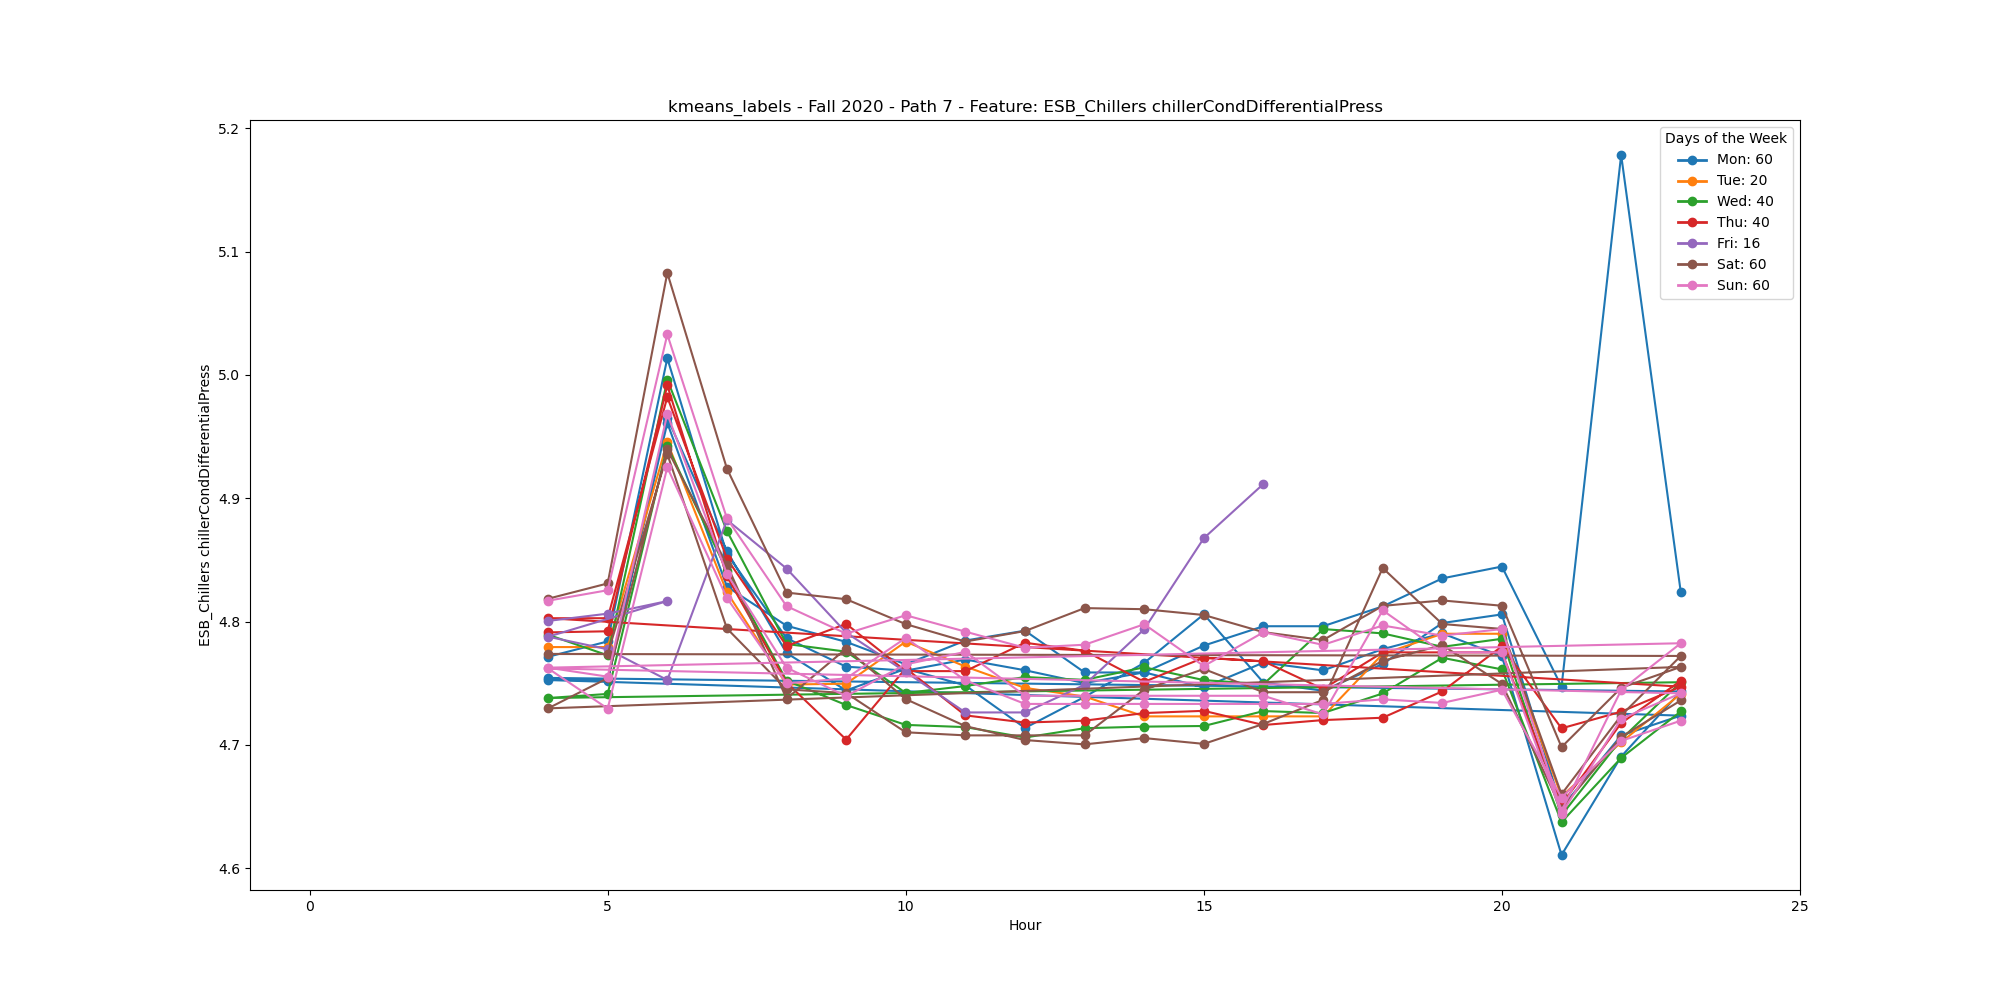 kmeans_labels - Fall 2020 - Path 7 - Feature: ESB_Chillers chillerCondDifferentialPress
5.2
5.1
5.0
4.9
4.8
4.7
4.6
ESB_Chillers chillerCondDifferentialPress
Days of the Week
Mon: 60
Tue: 20
Wed: 40
Thu: 40
Fri: 16
Sat: 60
Sun: 60
0
5
10
15
20
25
Hour